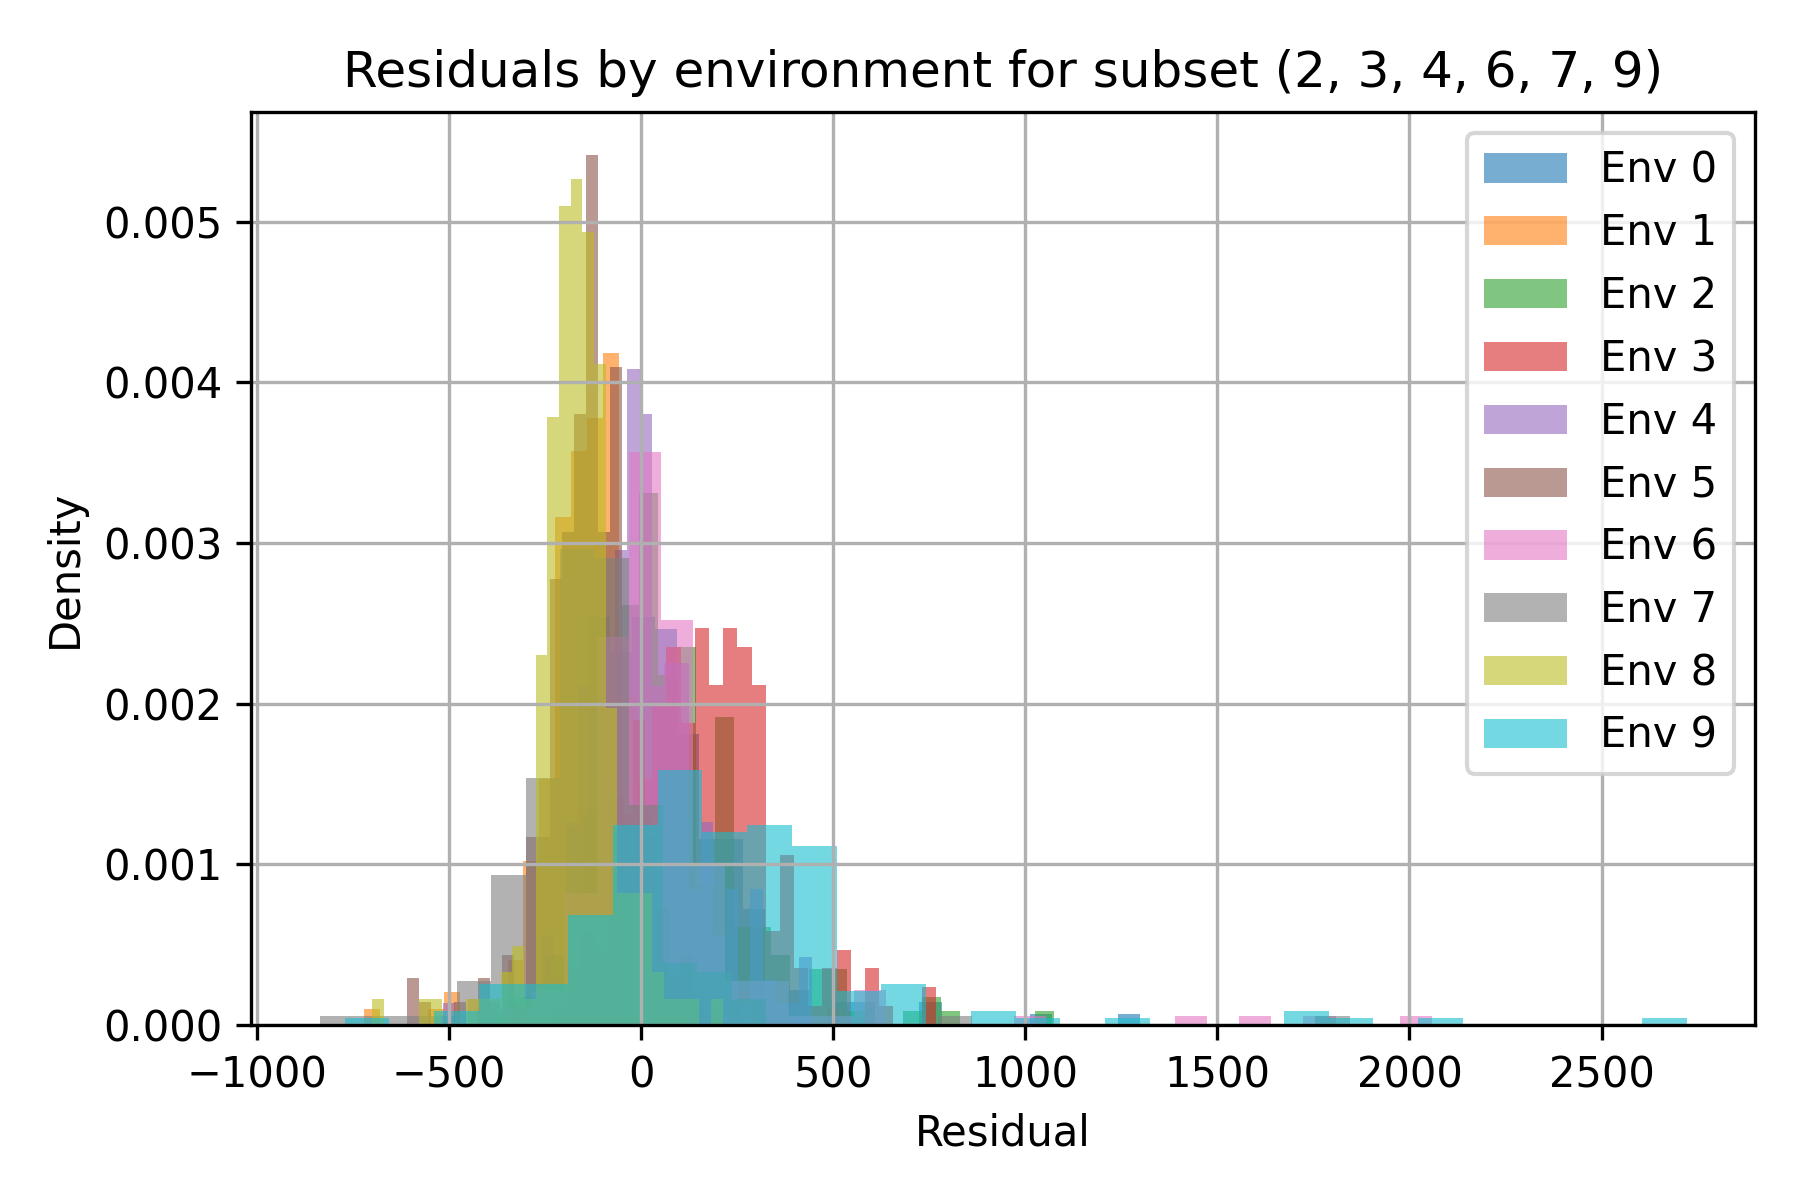 Residuals by environment for subset (2, 3, 4, 6, 7, 9)
Env 0
Env 1
Env 2
Env 3
Env 4
Env 5
Env 6
Env 7
Env 8
Env 9
Density
0.005
0.004
0.003
0.002
0.001
0.000
−1000 −500 0 500 1000 1500 2000 2500
Residual